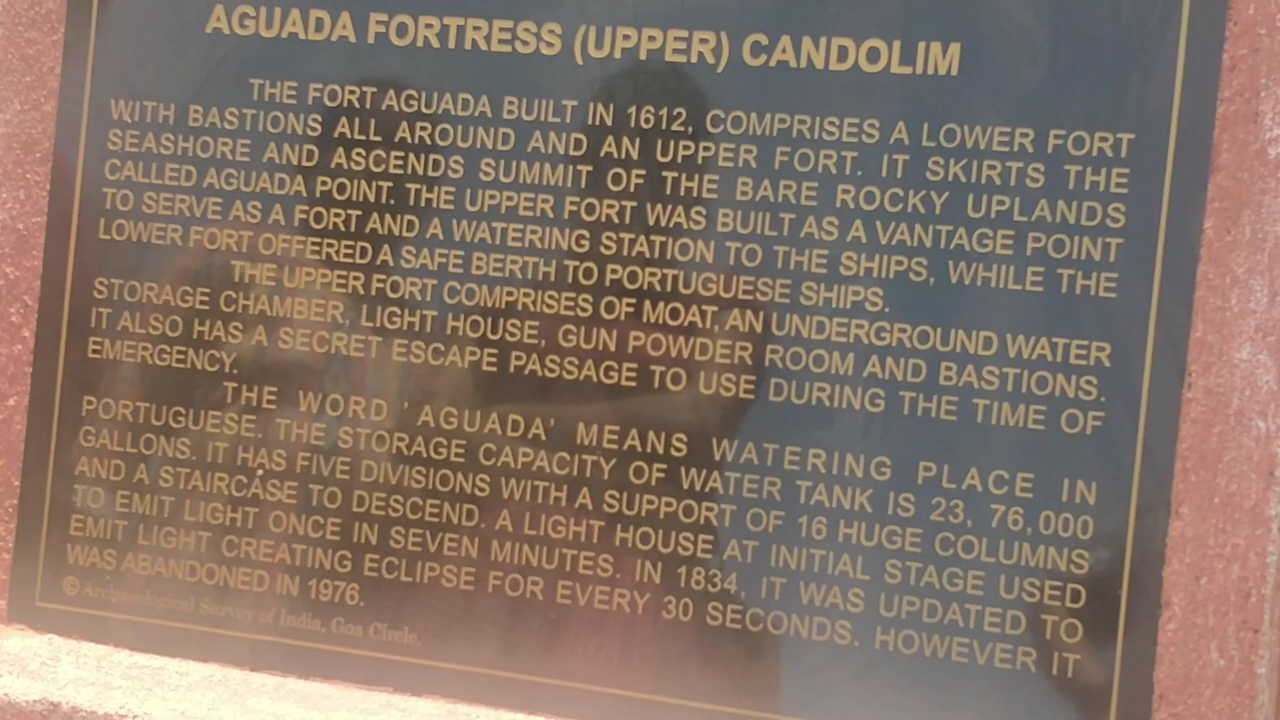 AGUADA FORTRESS (UPPER) CANDOLIM
THE FORT AGUADA BUILT IN 1612, COMPRISES A LOWER FORT
WITH BASTIONS ALL AROUND AND AN UPPER FORT. IT SKIRTS THE
SEASHORE AND ASCENDS SUMMIT OF THE BARE ROCKY UPLANDS
CALLED AGUADA POINT. THE UPPER FORT WAS BUILT AS A VANTAGE POINT
TO SERVE AS A FORT AND A WATERING STATION TO THE SHIPS, WHILE THE
LOWER FORT OFFERED A SAFE BERTH TO PORTUGUESE SHIPS.
THE UPPER FORT COMPRISES OF MOAT, AN UNDERGROUND WATER
STORAGE CHAMBER, LIGHT HOUSE, GUN POWDER ROOM AND BASTIONS.
IT ALSO HAS A SECRET ESCAPE PASSAGE TO USE DURING THE TIME OF
EMERGENCY.
THE WORD 'AGUADA' MEANS WATERING PLACE IN
PORTUGUESE. THE STORAGE CAPACITY OF WATER TANK IS 23, 76,000
GALLONS. IT HAS FIVE DIVISIONS WITH A SUPPORT OF 16 HUGE COLUMNS
AND A STAIRCASE TO DESCEND. A LIGHT HOUSE AT INITIAL STAGE USED
TO EMIT LIGHT ONCE IN SEVEN MINUTES. IN 1834, IT WAS UPDATED TO
EMIT LIGHT CREATING ECLIPSE FOR EVERY 30 SECONDS. HOWEVER IT
WAS ABANDONED IN 1976.
© Archaeological Survey of India, Goa Circle.